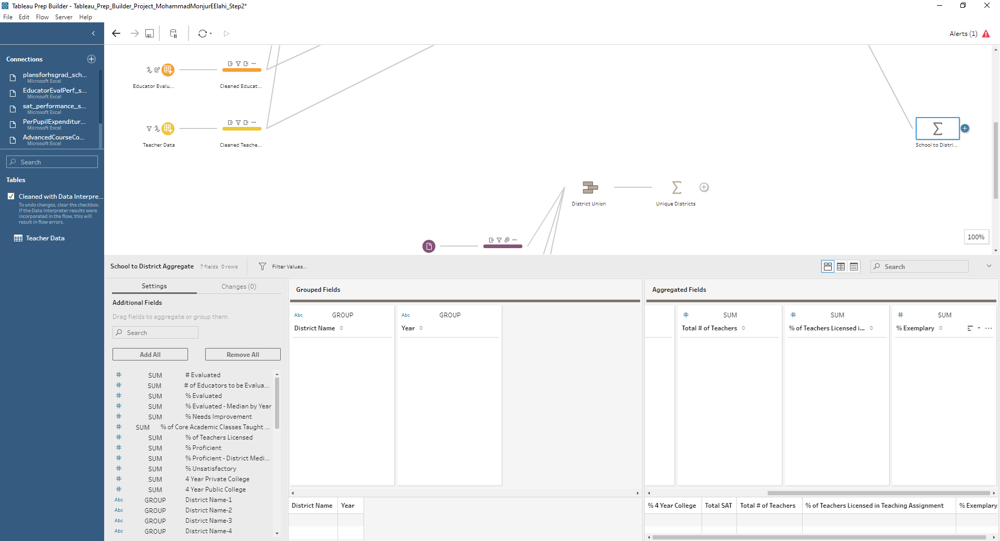 Tableau Prep Builder - Tableau_Prep_Builder_Project_MohammadMonjurEElahi_Step2*
File Edit Flow Server Help
Alerts (1)
Connections
plansforhsgrad_sch...
Microsoft Excel
EducatorEvalPerf_s...
Microsoft Excel
sat_performance_s...
Microsoft Excel
PerPupilExpenditur...
Microsoft Excel
AdvancedCourseCo...
Microsoft Excel
Search
Tables
Cleaned with Data Interpre...
To undo changes, clear the checkbox.
If the Data Interpreter results were
incorporated in the flow, this will
result in flow errors.
Teacher Data
Educator Evalu...
Cleaned Educat...
Teacher Data
Cleaned Teache...
School to Distri...
District Union
Unique Districts
100%
School to District Aggregate 7 fields 0 rows
Filter Values...
Search
Settings
Changes (0)
Additional Fields
Drag fields to aggregate or group them.
Search
Add All
Remove All
SUM # Evaluated
SUM # of Educators to be Evalua...
SUM % Evaluated
SUM % Evaluated - Median by Year
SUM % Needs Improvement
SUM % of Core Academic Classes Taught ...
SUM % of Teachers Licensed
SUM % Proficient
SUM % Proficient - District Medi...
SUM % Unsatisfactory
SUM 4 Year Private College
SUM 4 Year Public College
Abc GROUP District Name-1
Abc GROUP District Name-2
Abc GROUP District Name-3
Abc GROUP District Name-4
Grouped Fields
Abc GROUP
District Name 0
Abc GROUP
Year 0
District Name Year
Aggregated Fields
# SUM
Total # of Teachers 0
# SUM
% of Teachers Licensed i... 0
# SUM
% Exemplary 0
% 4 Year College Total SAT Total # of Teachers % of Teachers Licensed in Teaching Assignment % Exemplary